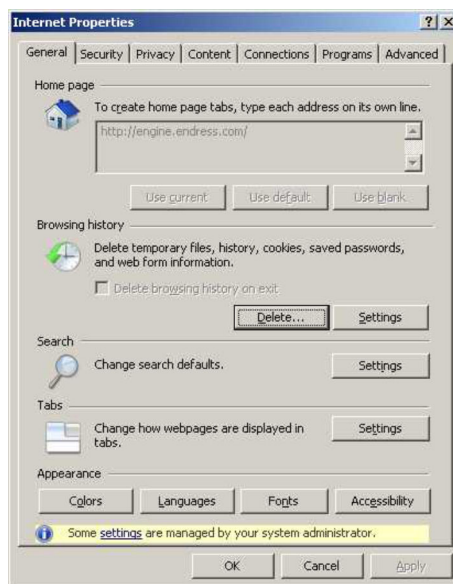 Internet Properties
General Security Privacy Content Connections Programs Advanced
Home page
To create home page tabs, type each address on its own line.
http://engine.endress.com/
Use current Use default Use blank
Browsing history
Delete temporary files, history, cookies, saved passwords,
and web form information.
Delete browsing history on exit
Delete... Settings
Search
Change search defaults. Settings
Tabs
Change how webpages are displayed in
tabs.
Settings
Appearance
Colors Languages Fonts Accessibility
Some settings are managed by your system administrator.
OK Cancel Apply